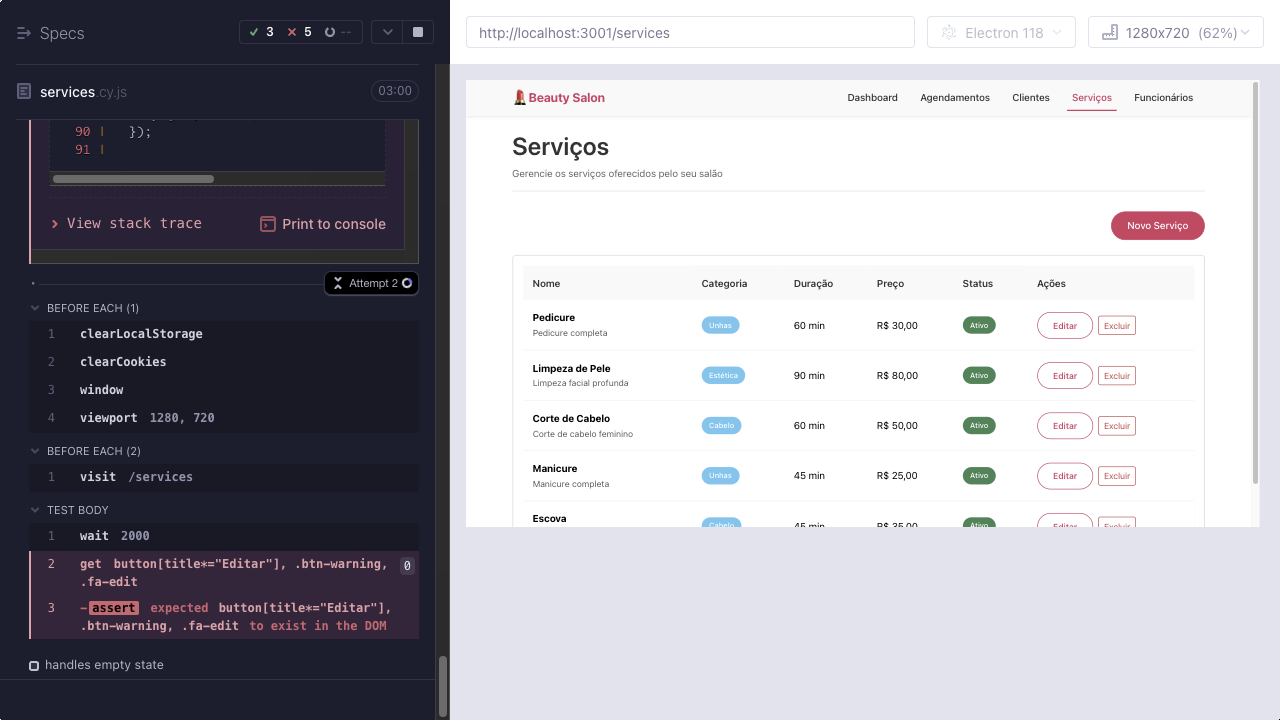 Specs
3 5 --
services.cy.js
03:00
90 | });
91 |
View stack trace
Print to console
Attempt 2
BEFORE EACH (1)
1 clearLocalStorage
2 clearCookies
3 window
4 viewport 1280, 720
BEFORE EACH (2)
1 visit /services
TEST BODY
1 wait 2000
2 get button[title*="Editar"], .btn-warning, 0
.fa-edit
3 -assert expected button[title*="Editar"],
.btn-warning, .fa-edit to exist in the DOM
handles empty state
http://localhost:3001/services
Electron 118
1280x720 (62%)
Beauty Salon
Dashboard Agendamentos Clientes Serviços Funcionários
Serviços
Gerencie os serviços oferecidos pelo seu salão
Novo Serviço
Nome Categoria Duração Preço Status Ações
Pedicure
Pedicure completa
Unhas 60 min R$ 30,00 Ativo Editar Excluir
Limpeza de Pele
Limpeza facial profunda
Estética 90 min R$ 80,00 Ativo Editar Excluir
Corte de Cabelo
Corte de cabelo feminino
Cabelo 60 min R$ 50,00 Ativo Editar Excluir
Manicure
Manicure completa
Unhas 45 min R$ 25,00 Ativo Editar Excluir
Escova
Cabelo 45 min R$ 35,00 Ativo Editar Excluir